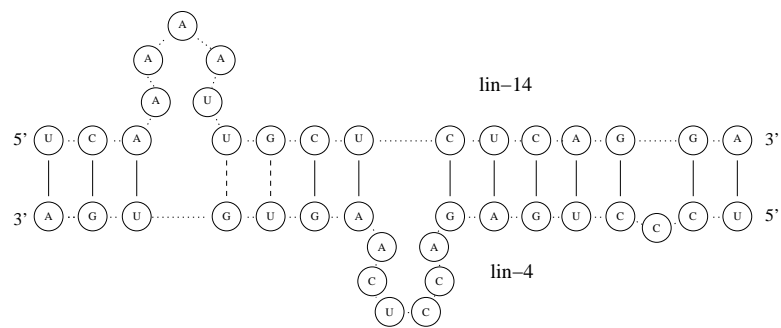 A
A A
A U
lin–14
5' U C A U G C U C U C A G G A 3'
3' A G U G U G A G A G U C C C U 5'
A A
C C
U C
lin–4